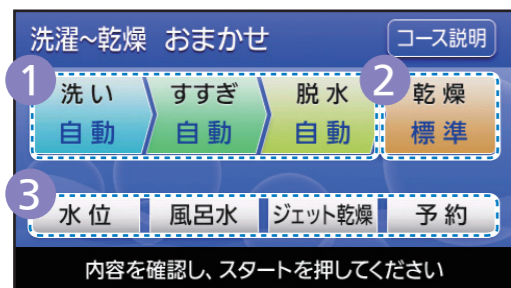 洗濯~乾燥 おまかせ コース説明
1 洗い すすぎ 脱水 2 乾燥
自動 自動 自動 標準
3 水位 風呂水 ジェット乾燥 予約
内容を確認し、スタートを押してください